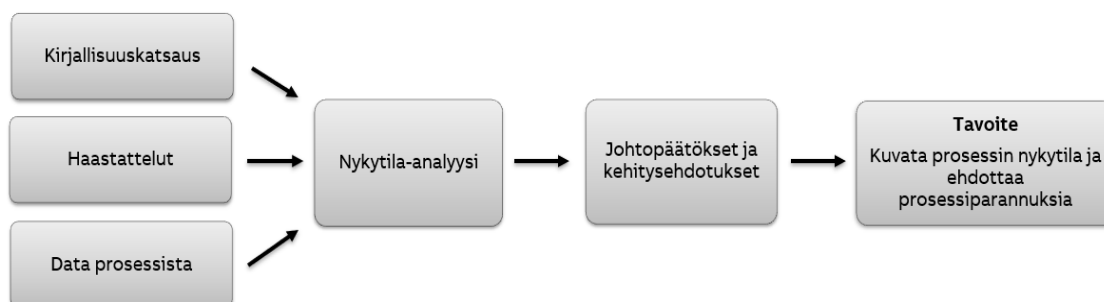 Kirjallisuuskatsaus
Haastattelut
Data prosessista
Nykytila-analyysi
Johtopäätökset ja
kehitysehdotukset
Tavoite
Kuvata prosessin nykytila ja
ehdottaa
prosessiparannuksia